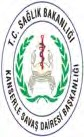 T.C. SAĞLIK BAKANLIĞI
KANSERLE SAVAŞ DAİRESİ BAŞKANLIĞI